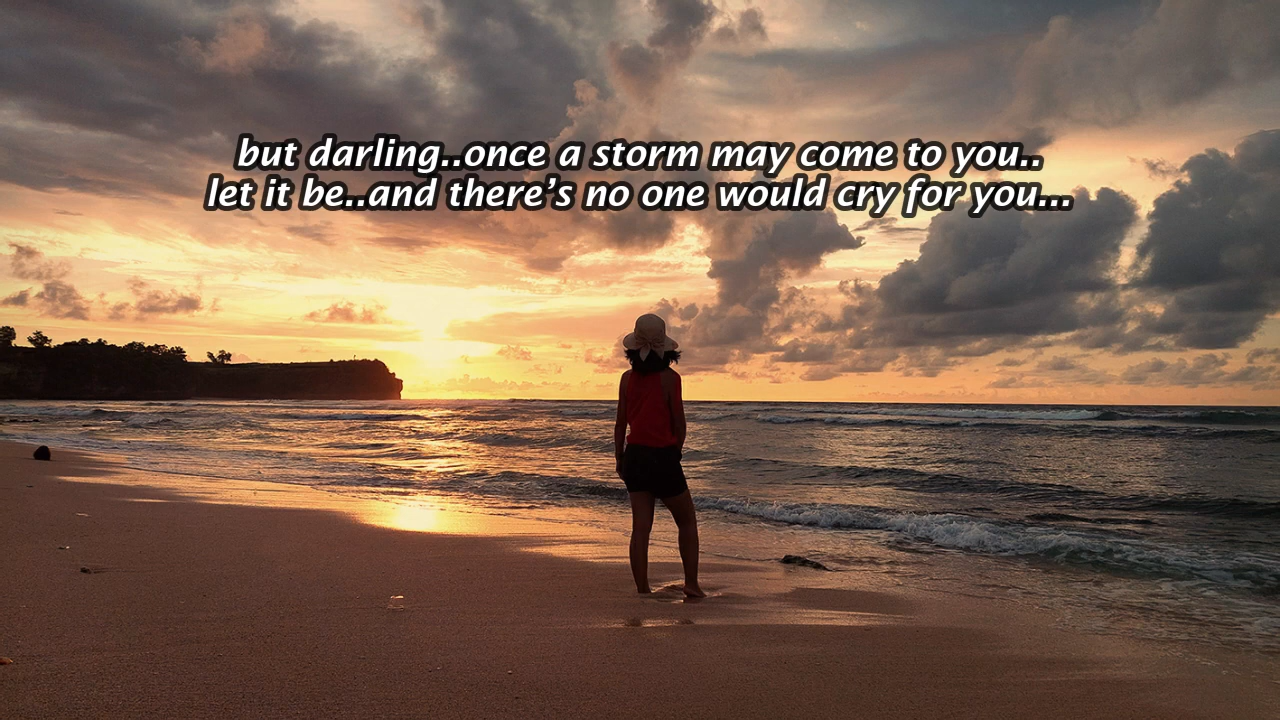 but darling..once a storm may come to you..
let it be..and there’s no one would cry for you...